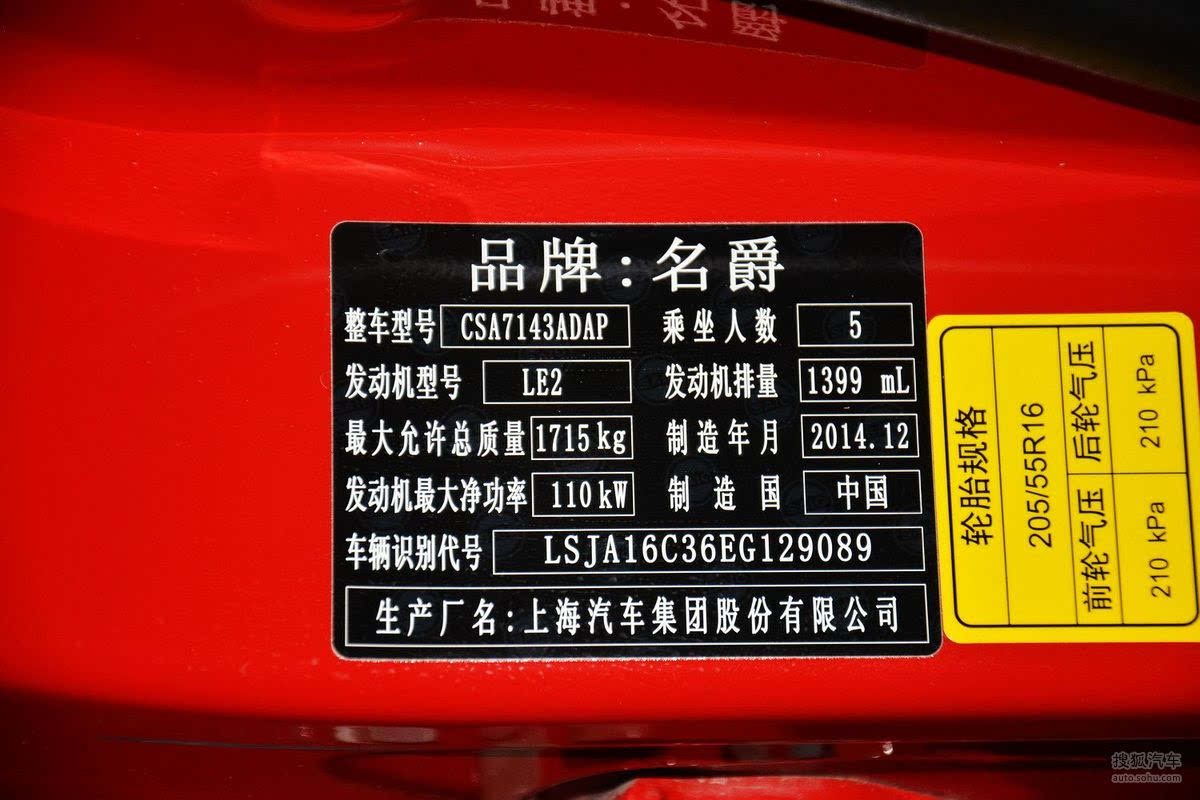 品牌:名爵
整车型号 CSA7143ADAP 乘坐人数 5
发动机型号 LE2 发动机排量 1399 mL
最大允许总质量 1715kg 制造年月 2014.12
发动机最大净功率 110kW 制造国 中国
车辆识别代号 LSJA16C36EG129089
生产厂名:上海汽车集团股份有限公司
轮胎规格
205/55R16
前轮气压 后轮气压
210 kPa 210 kPa
搜狐汽车
auto.sohu.com